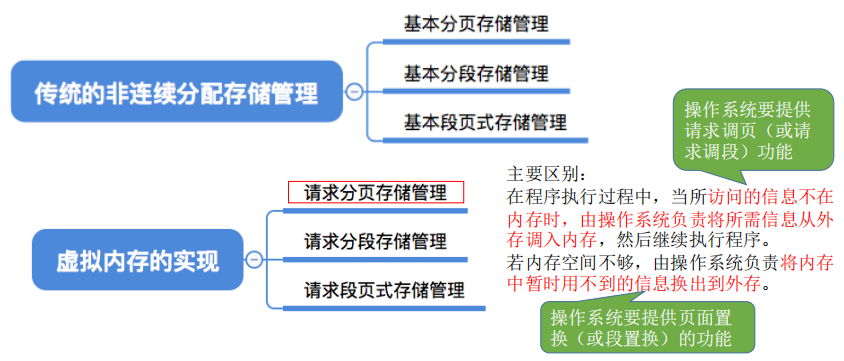 基本分页存储管理
传统的非连续分配存储管理
基本分段存储管理
基本段页式存储管理
操作系统要提供
请求调页（或请
求调段）功能
请求分页存储管理
虚拟内存的实现
请求分段存储管理
请求段页式存储管理
主要区别：
在程序执行过程中，当所访问的信息不在
内存时，由操作系统负责将所需信息从外
存调入内存，然后继续执行程序。
若内存空间不够，由操作系统负责将内存
中暂时用不到的信息换出到外存。
操作系统要提供页面置
换（或段置换）的功能